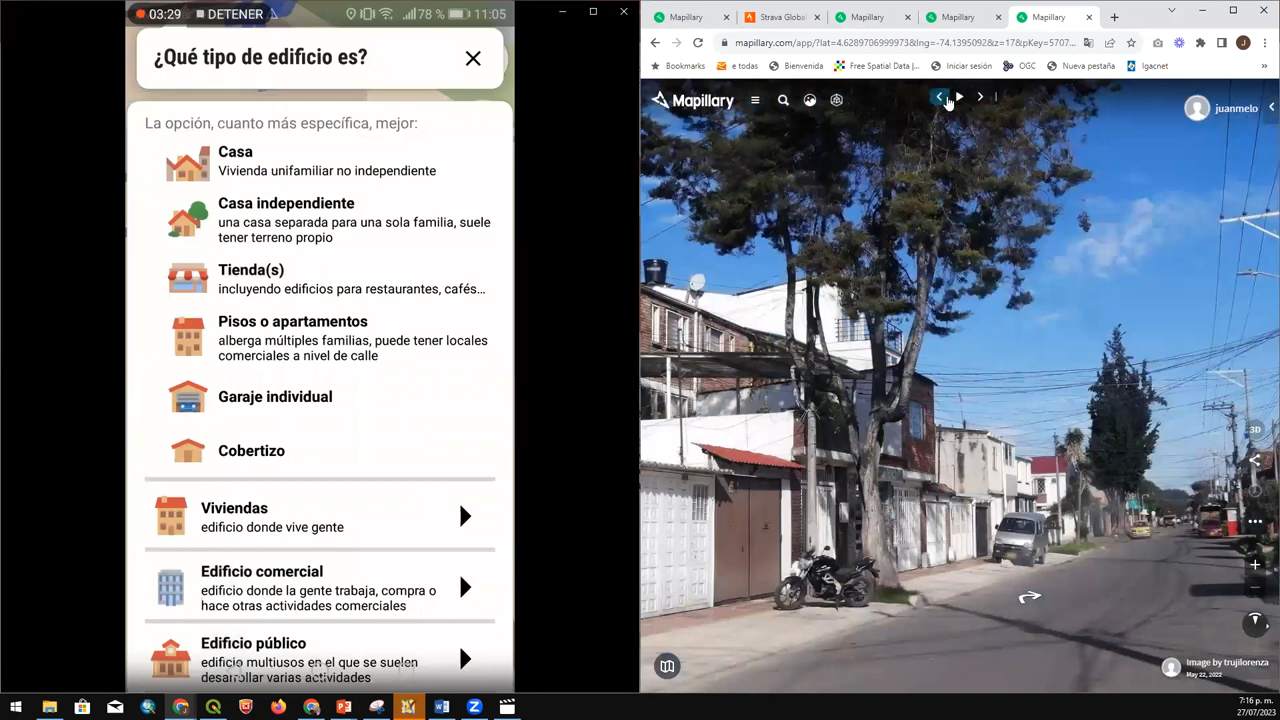 03:29 DETENER 78 % 11:05
¿Qué tipo de edificio es?
La opción, cuanto más específica, mejor:
Casa
Vivienda unifamiliar no independiente
Casa independiente
una casa separada para una sola familia, suele
tener terreno propio
Tienda(s)
incluyendo edificios para restaurantes, cafés...
Pisos o apartamentos
alberga múltiples familias, puede tener locales
comerciales a nivel de calle
Garaje individual
Cobertizo
Viviendas
edificio donde vive gente
Edificio comercial
edificio donde la gente trabaja, compra o
hace otras actividades comerciales
Edificio público
edificio multiusos en el que se suelen
desarrollar varias actividades
Mapillary Strava Global Mapillary Mapillary Mapillary
mapillary.com/app/?lat=4.6289706999973&lng=-74.1395092&z=17&pKey=5707...
Bookmarks e todas Bienvenida Free Spatial Data |... Iniciar sesión OGC Nueva pestaña Igacnet
Mapillary
juanmelo
3D
Image by trujilorenza
May 22, 2022
7:16 p. m.
27/07/2023